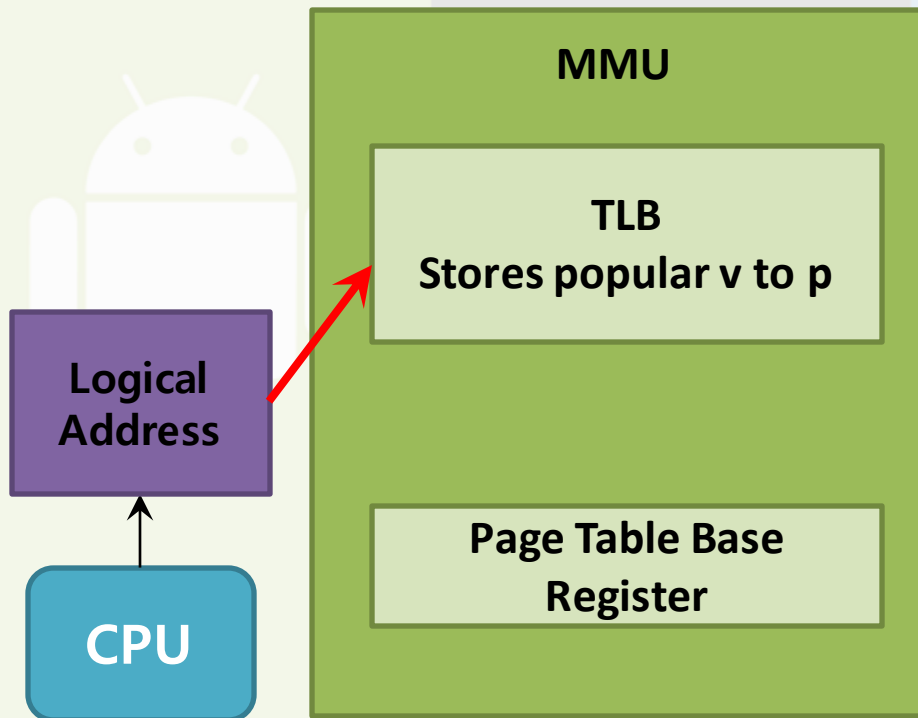 MMU
TLB
Stores popular v to p
Logical
Address
Page Table Base
Register
CPU